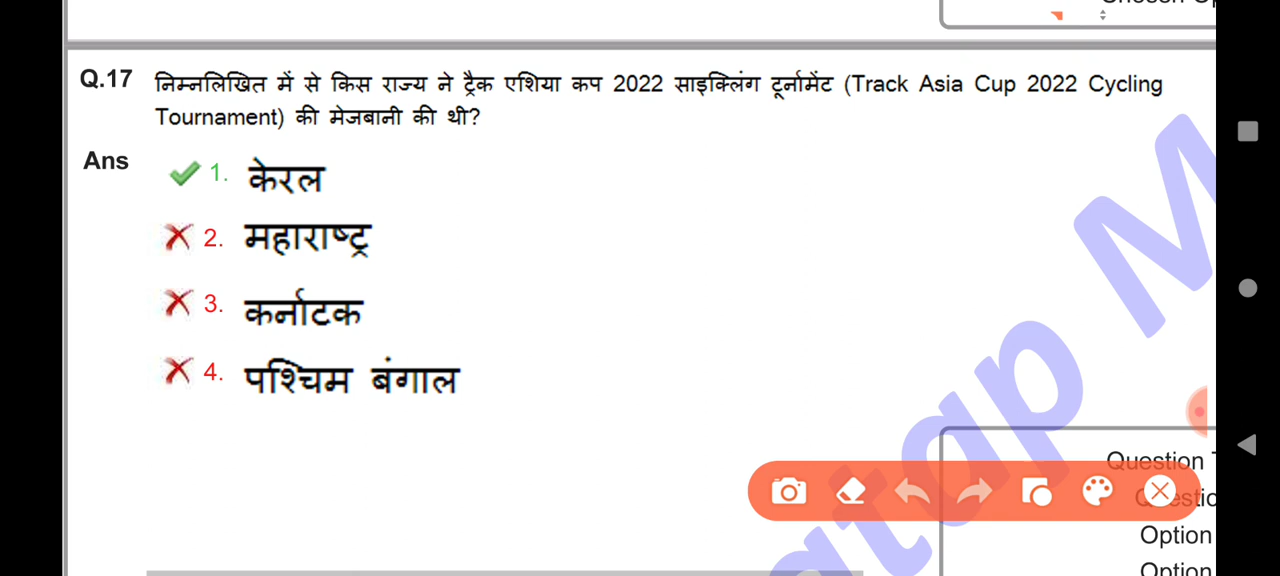 Q.17 निम्नलिखित में से किस राज्य ने ट्रैक एशिया कप 2022 साइक्लिंग टूर्नामेंट (Track Asia Cup 2022 Cycling
Tournament) की मेजबानी की थी?
Ans 1. केरल
2. महाराष्ट्र
3. कर्नाटक
4. पश्चिम बंगाल
Question
Option
Option